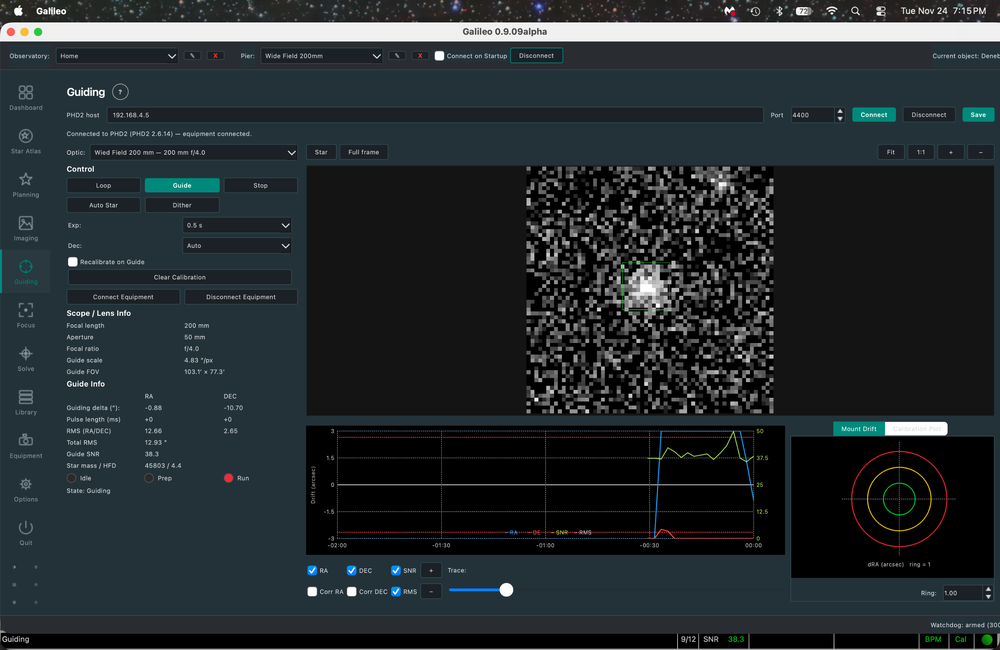 Galileo
72
Tue Nov 24 7:15 PM
Galileo 0.9.09alpha
Observatory: Home X Pier: Wide Field 200mm X Connect on Startup Disconnect Current object: Deneb
Dashboard
Star Atlas
Planning
Imaging
Guiding
Focus
Solve
Library
Equipment
Options
Quit
Guiding ?
PHD2 host 192.168.4.5 Port 4400 Connect Disconnect Save
Connected to PHD2 (PHD2 2.6.14) — equipment connected.
Optic: Wied Field 200 mm — 200 mm f/4.0 Star Full frame Fit 1:1 + −
Control
Loop Guide Stop
Auto Star Dither
Exp: 0.5 s
Dec: Auto
Recalibrate on Guide
Clear Calibration
Connect Equipment Disconnect Equipment
Scope / Lens Info
Focal length 200 mm
Aperture 50 mm
Focal ratio f/4.0
Guide scale 4.83 "/px
Guide FOV 103.1' × 77.3'
Guide Info
RA DEC
Guiding delta ("): -0.88 -10.70
Pulse length (ms) +0 +0
RMS (RA/DEC) 12.66 2.65
Total RMS 12.93 "
Guide SNR 38.3
Star mass / HFD 45803 / 4.4
Idle Prep Run
State: Guiding
Drift (arcsec)
3 50
1.5 37.5
0 25
-1.5 12.5
-3 0
RA DE SNR RMS
-02:00 -01:30 -01:00 -00:30 00:00
RA DEC SNR + Trace:
Corr RA Corr DEC RMS −
Mount Drift Calibration Plot
dRA (arcsec) ring = 1
Ring: 1.00
Watchdog: armed (300
Guiding 9/12 SNR 38.3 BPM Cal